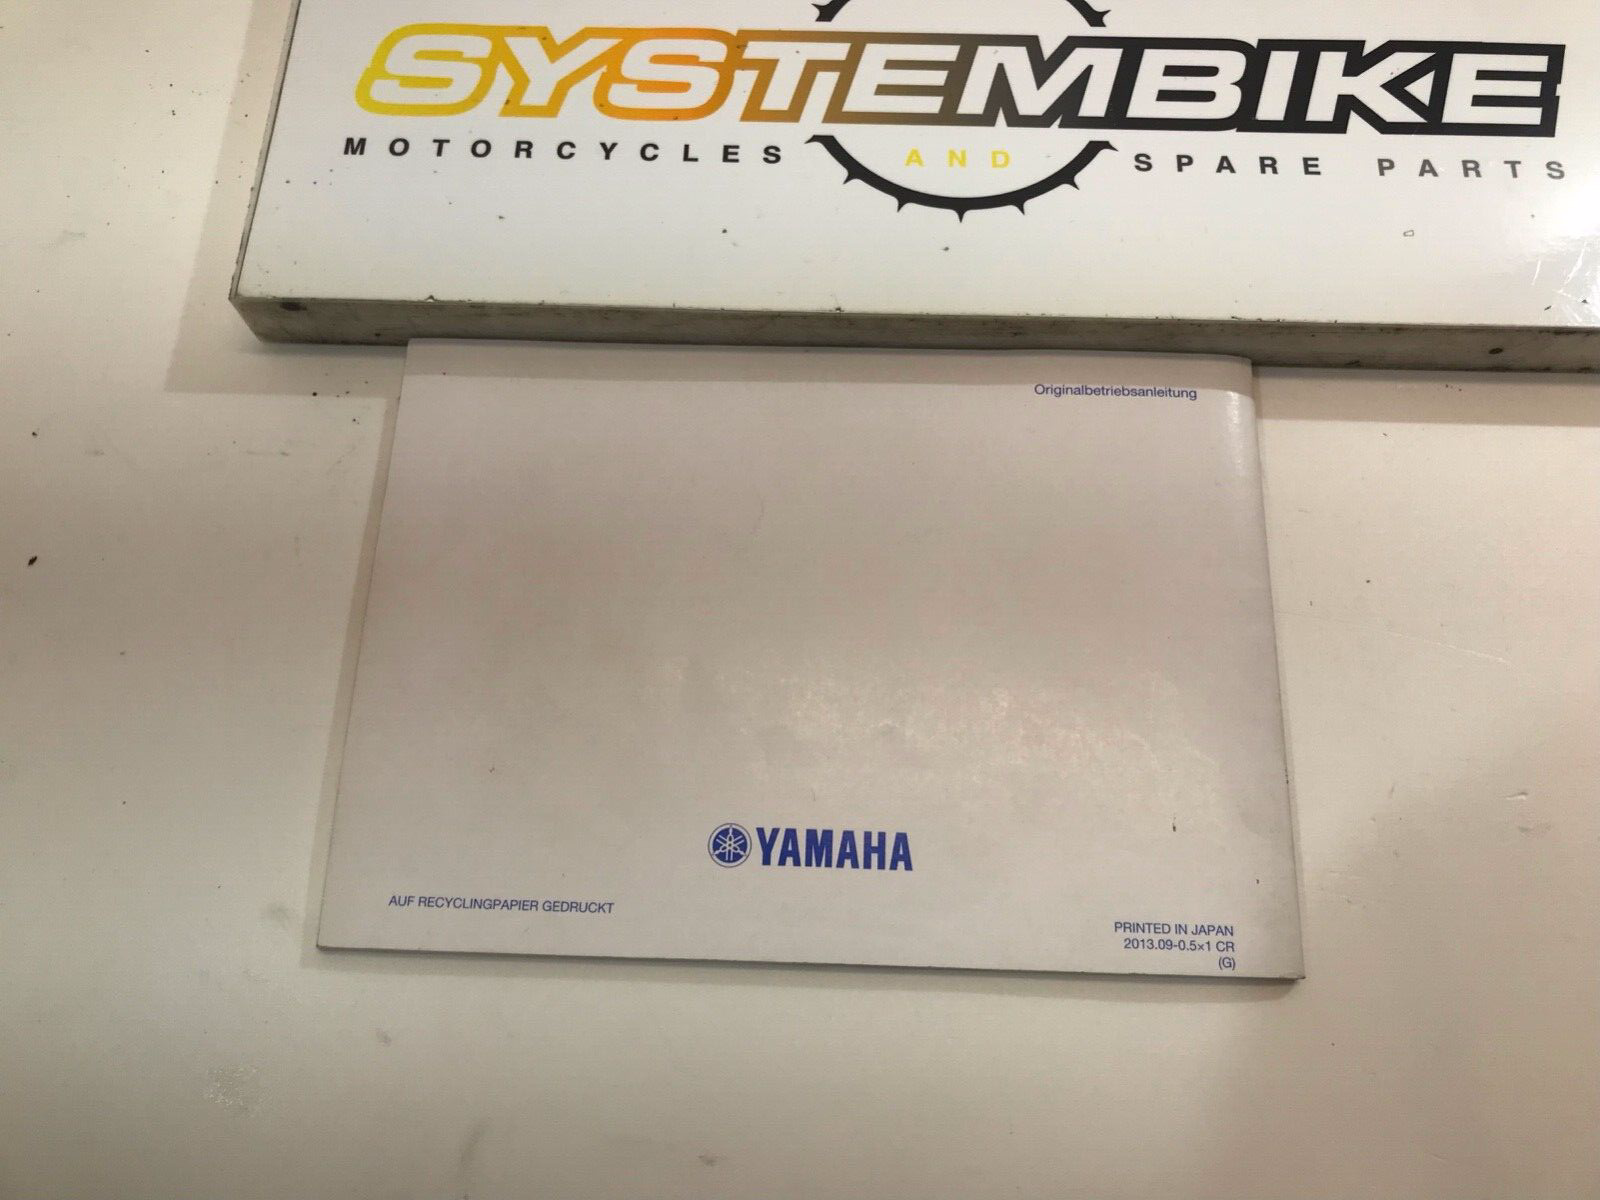 SYSTEMBIKE
MOTORCYCLES AND SPARE PARTS
Originalbetriebsanleitung
YAMAHA
AUF RECYCLINGPAPIER GEDRUCKT
PRINTED IN JAPAN
2013.09-0.5×1 CR
(G)